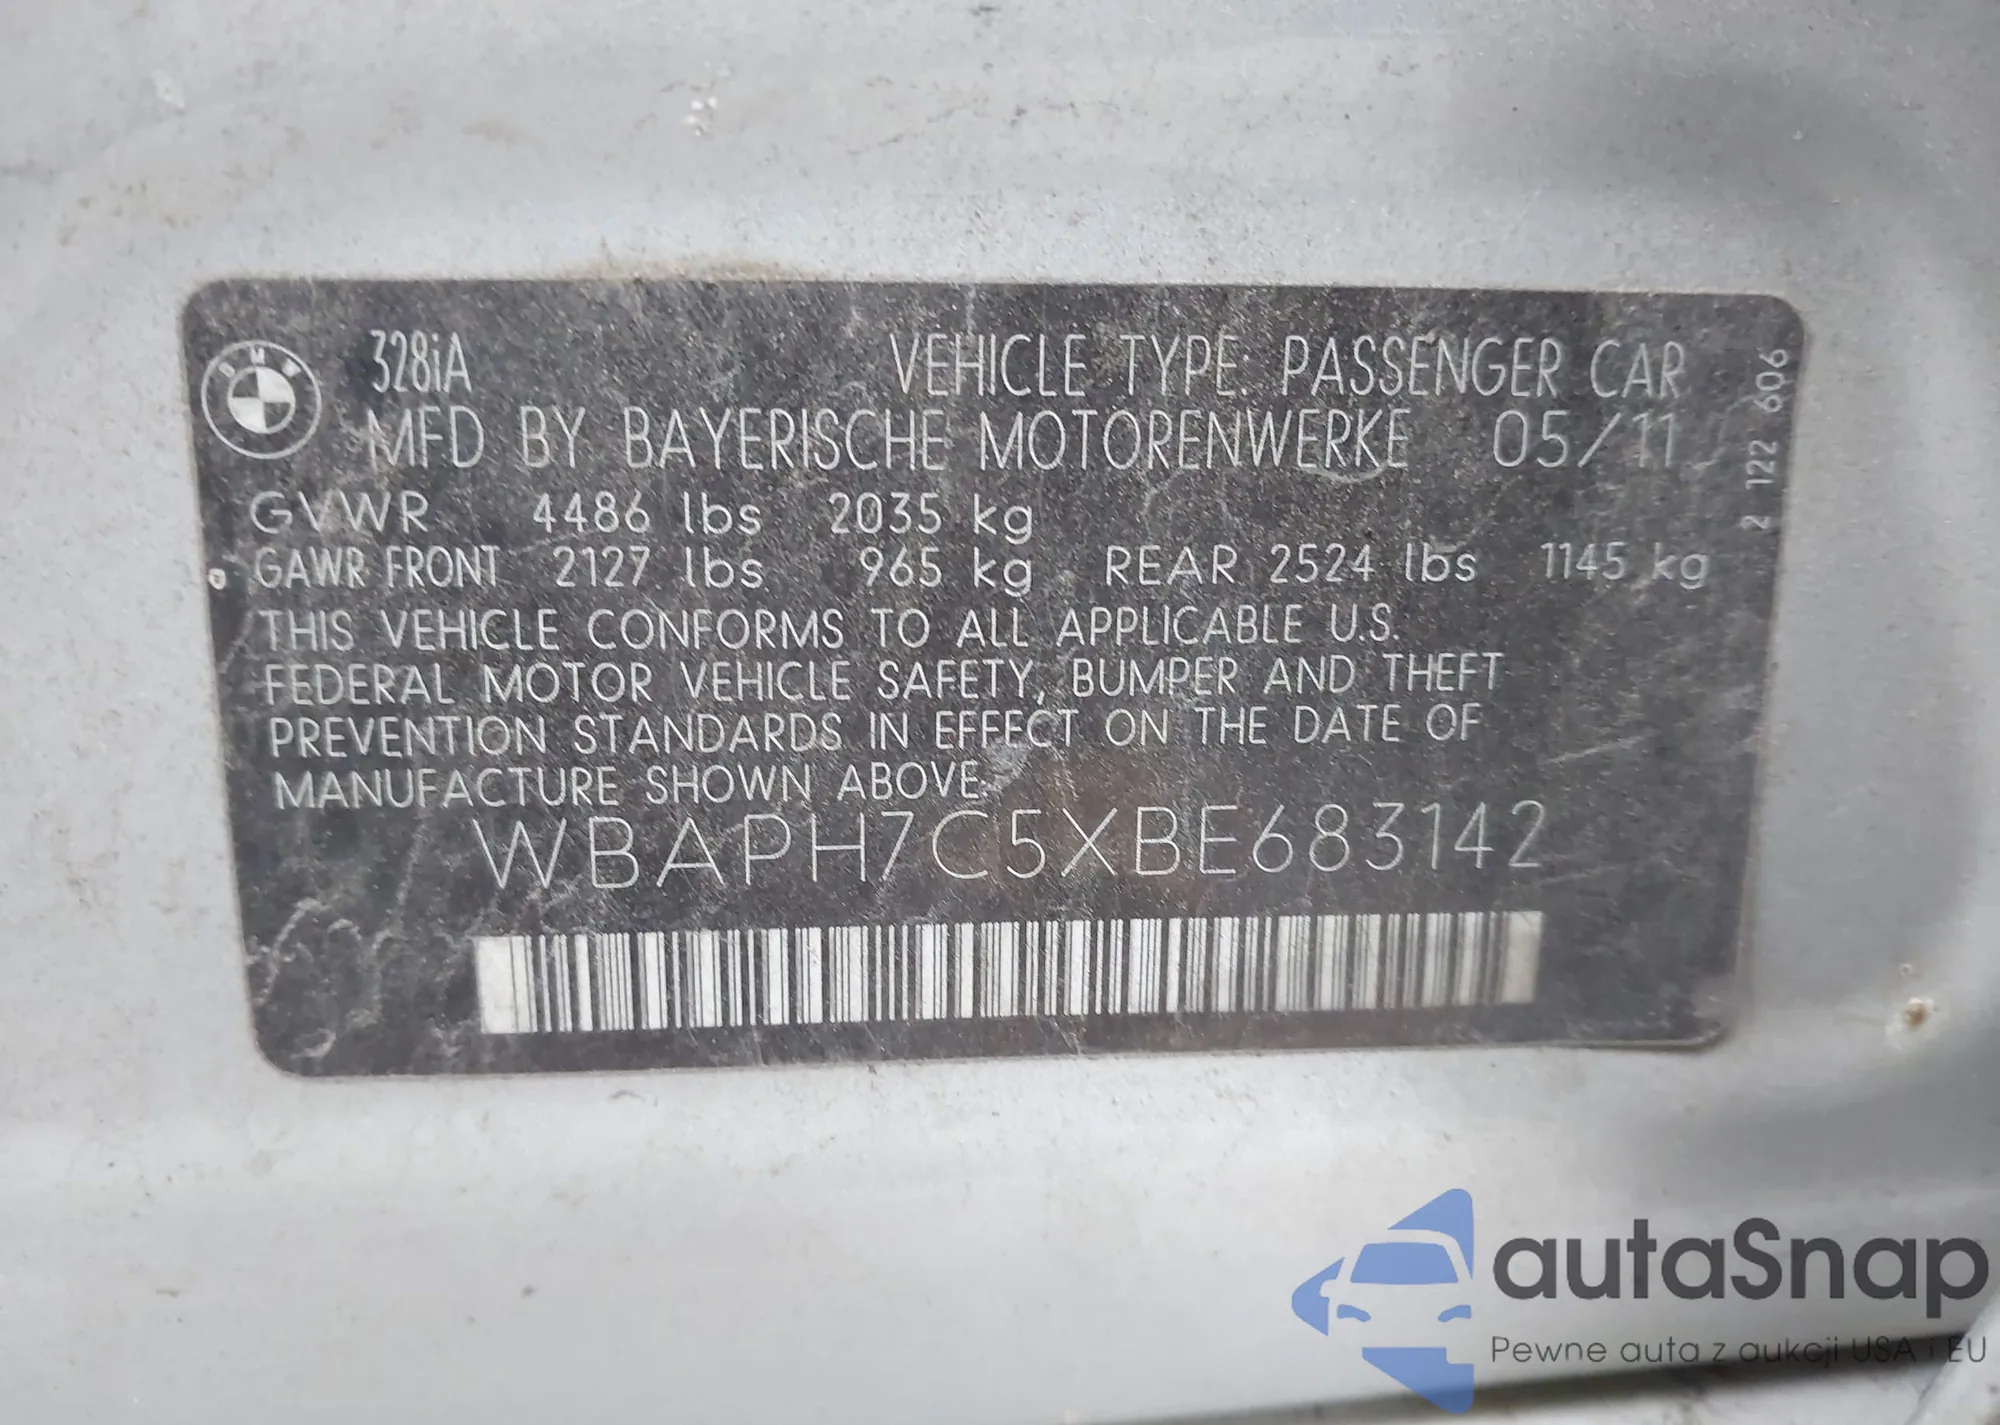 BMW
328iA VEHICLE TYPE: PASSENGER CAR
MFD BY BAYERISCHE MOTORENWERKE 05/11
GVWR 4486 lbs 2035 kg
GAWR FRONT 2127 lbs 965 kg REAR 2524 lbs 1145 kg
THIS VEHICLE CONFORMS TO ALL APPLICABLE U.S.
FEDERAL MOTOR VEHICLE SAFETY, BUMPER AND THEFT
PREVENTION STANDARDS IN EFFECT ON THE DATE OF
MANUFACTURE SHOWN ABOVE:
WBAPH7C5XBE683142
2 122 606
autaSnap
Pewne auta z aukcji USA i EU